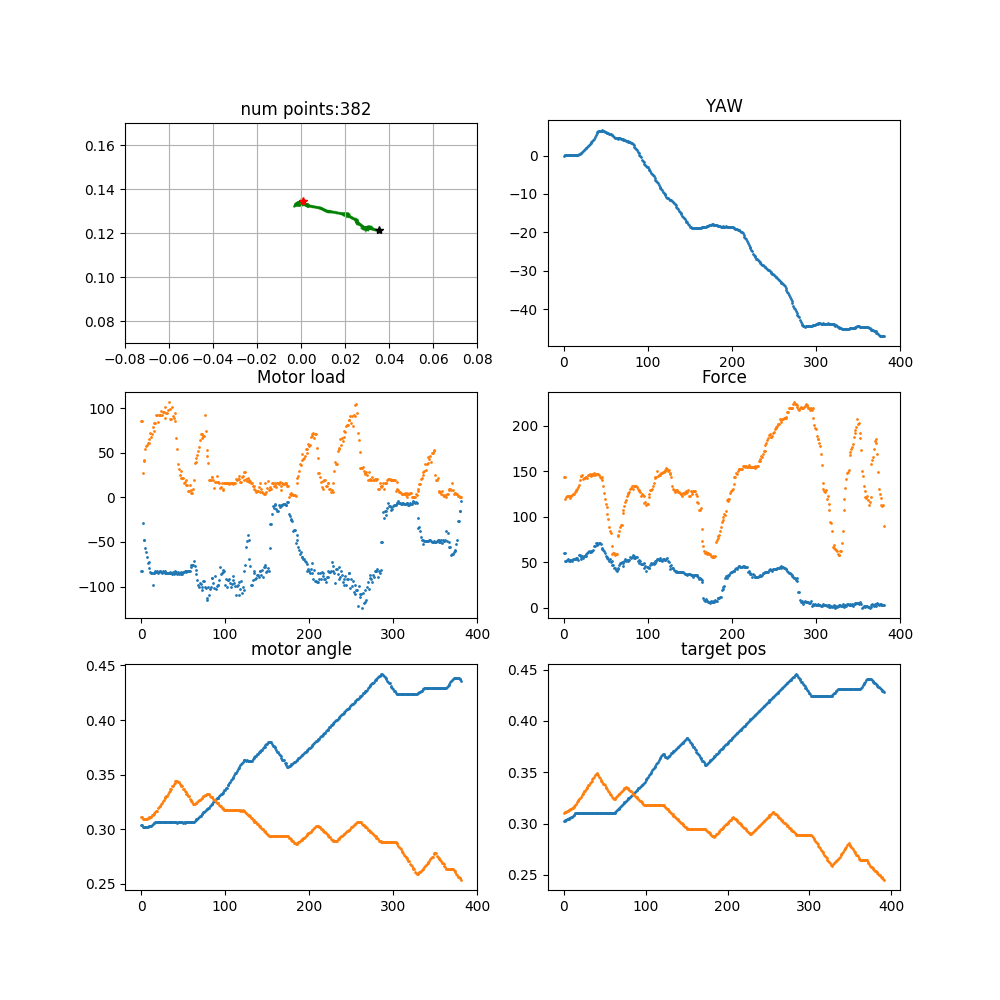 num points:382
0.16
0.14
0.12
0.10
0.08
−0.08 −0.06 −0.04 −0.02 0.00 0.02 0.04 0.06 0.08
YAW
0
−10
−20
−30
−40
0 100 200 300 400
Motor load
100
50
0
−50
−100
0 100 200 300 400
Force
200
150
100
50
0
0 100 200 300 400
motor angle
0.45
0.40
0.35
0.30
0.25
0 100 200 300 400
target pos
0.45
0.40
0.35
0.30
0.25
0 100 200 300 400